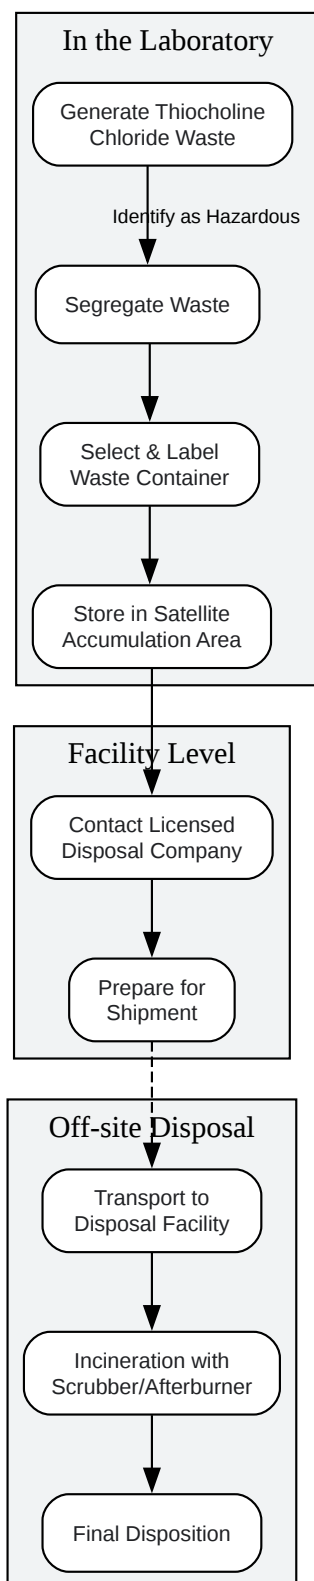 In the Laboratory
Generate Thiocholine
Chloride Waste
Identify as Hazardous
Segregate Waste
Select & Label
Waste Container
Store in Satellite
Accumulation Area
Facility Level
Contact Licensed
Disposal Company
Prepare for
Shipment
Off-site Disposal
Transport to
Disposal Facility
Incineration with
Scrubber/Afterburner
Final Disposition